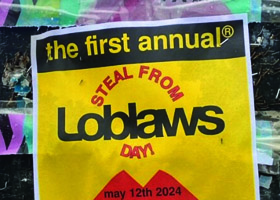 the first annual®
STEAL FROM
Loblaws
DAY!
may 12th 2024